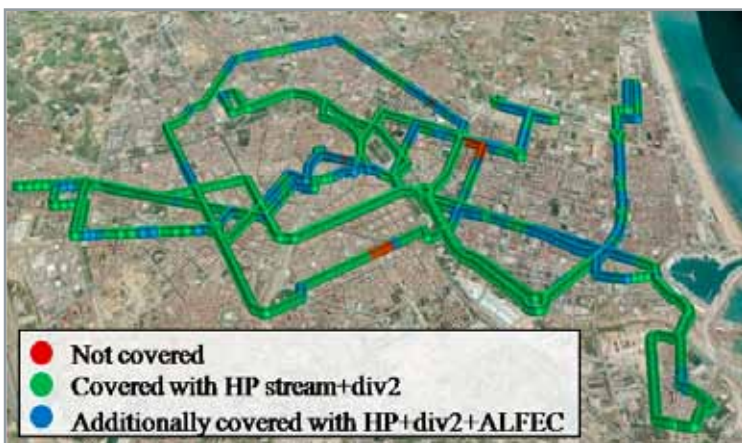 Not covered
Covered with HP stream+div2
Additionally covered with HP+div2+ALFEC